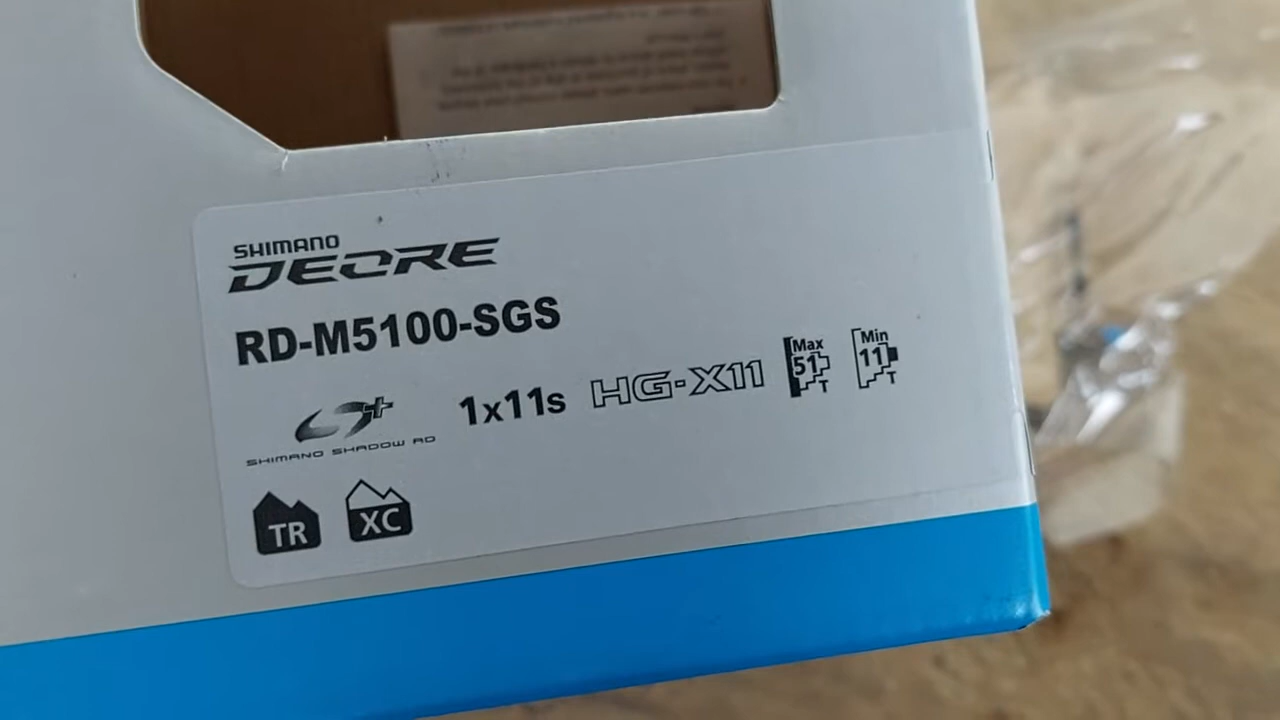 SHIMANO
DEORE
RD-M5100-SGS
1x11s
HG-X11
Max
51
T
Min
11
T
SHIMANO SHADOW RD
TR
XC